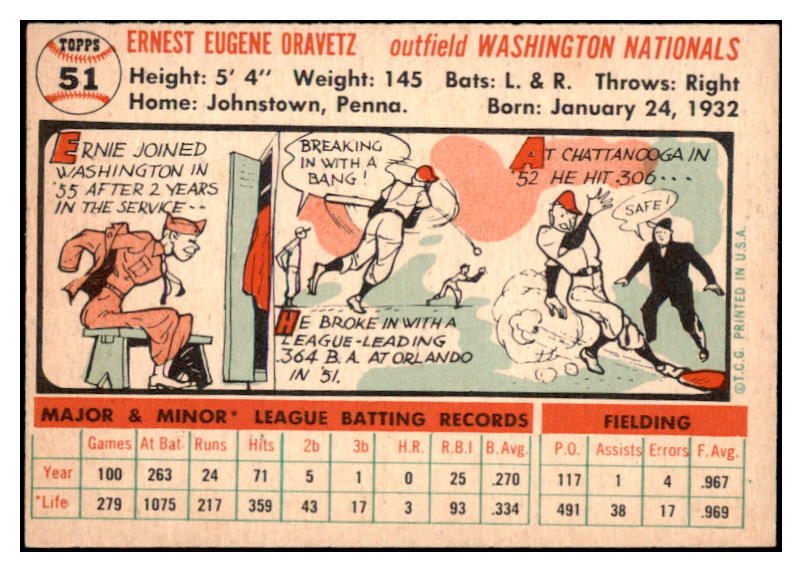 TOPPS
51
ERNEST EUGENE ORAVETZ outfield WASHINGTON NATIONALS
Height: 5' 4" Weight: 145 Bats: L. & R. Throws: Right
Home: Johnstown, Penna. Born: January 24, 1932
ERNIE JOINED
WASHINGTON IN
'55 AFTER 2 YEARS
IN THE SERVICE--
BREAKING
IN WITH A
BANG!
HE BROKE IN WITH A
LEAGUE-LEADING
.364 B.A. AT ORLANDO
IN '51.
AT CHATTANOOGA IN
'52 HE HIT .306---
SAFE!
©T.C.G. PRINTED IN U.S.A.
MAJOR & MINOR* LEAGUE BATTING RECORDS FIELDING
Games At Bat Runs Hits 2b 3b H.R. R.B.I B.Avg. P.O. Assists Errors F.Avg.
Year 100 263 24 71 5 1 0 25 .270 117 1 4 .967
*Life 279 1075 217 359 43 17 3 93 .334 491 38 17 .969